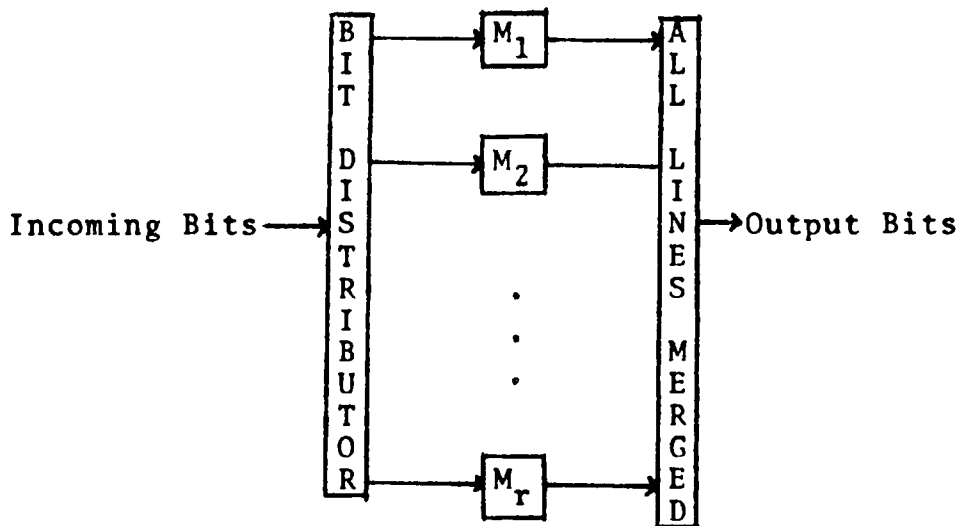 BIT DISTRIBUTOR
M1
ALL LINES MERGED
M2
Incoming Bits
Output Bits
.
.
.
Mr